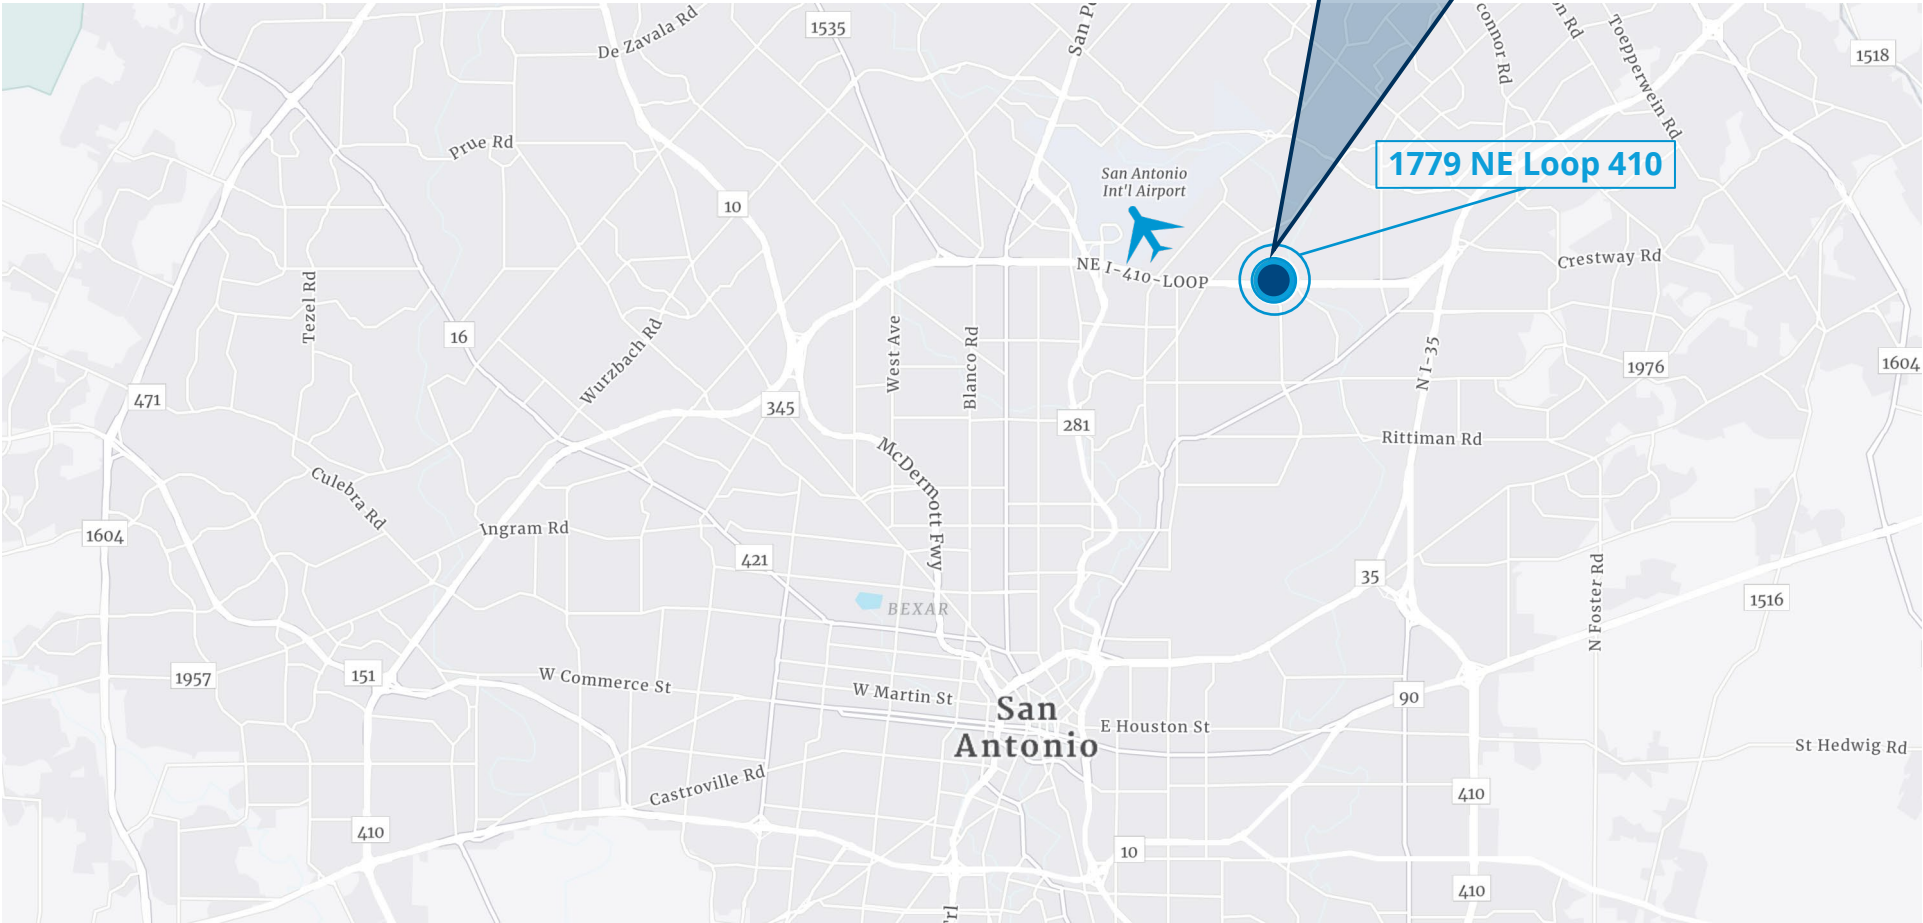 De Zavala Rd
1535
San P
connor Rd
on Rd
Toepperwein Rd
1518
Prue Rd
1779 NE Loop 410
San Antonio
Int'l Airport
10
NE I-410-LOOP
Crestway Rd
Tezel Rd
16
Wurzbach Rd
West Ave
Blanco Rd
N I-35
1976
1604
471
345
281
McDermott Fwy
Rittiman Rd
Culebra Rd
Ingram Rd
1604
421
35
N Foster Rd
1516
BEXAR
1957
151
W Commerce St
W Martin St
90
San
Antonio
E Houston St
St Hedwig Rd
Castroville Rd
410
410
10
410
rl